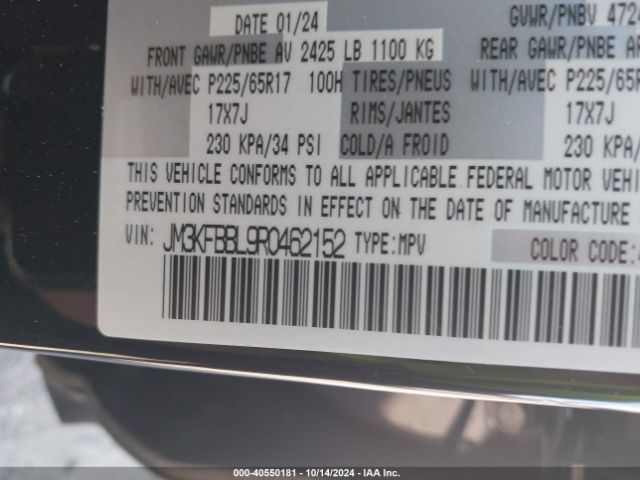 DATE 01/24 GVWR/PNBV 472
FRONT GAWR/PNBE AV 2425 LB 1100 KG REAR GAWR/PNBE AR
WITH/AVEC P225/65R17 100H TIRES/PNEUS WITH/AVEC P225/65R
17X7J RIMS/JANTES 17X7J
230 KPA/34 PSI COLD/A FROID 230 KPA/
THIS VEHICLE CONFORMS TO ALL APPLICABLE FEDERAL MOTOR VEHI
PREVENTION STANDARDS IN EFFECT ON THE DATE OF MANUFACTURE
VIN: JM3KFBBL9R0462152 TYPE:MPV COLOR CODE:
000-40550181 - 10/14/2024 - IAA Inc.